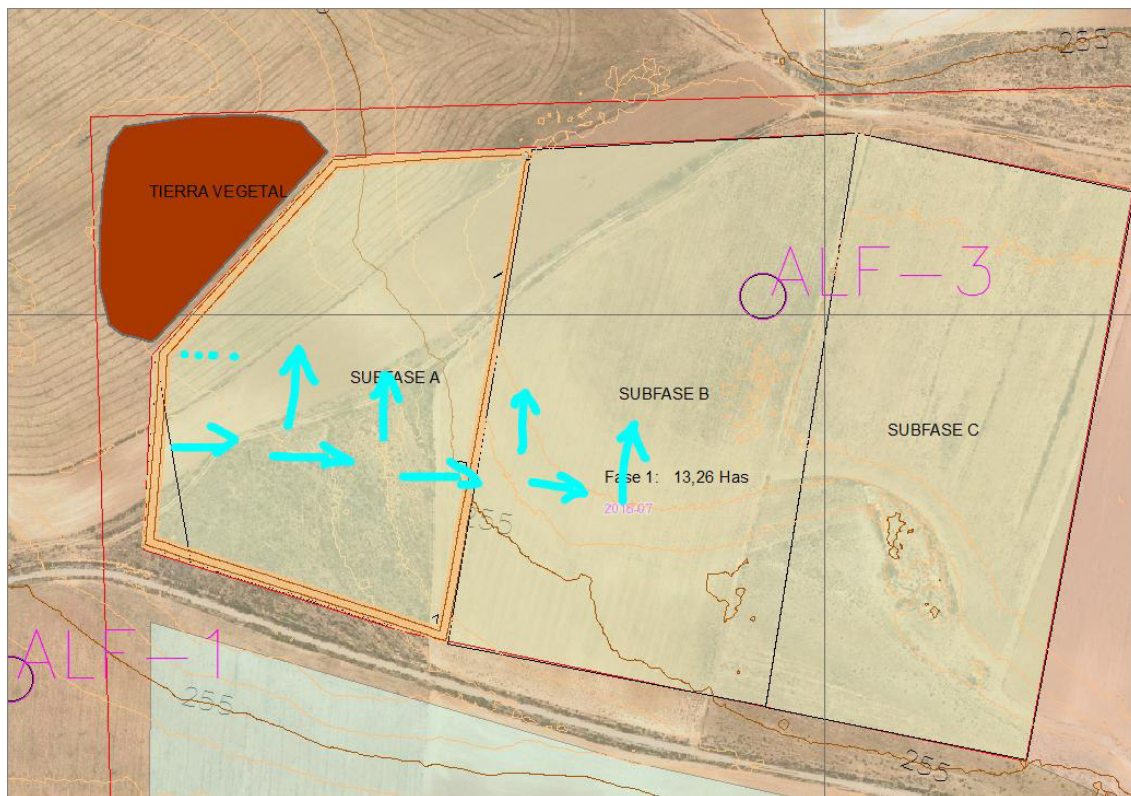 255
TIERRA VEGETAL
ALF-3
SUBFASE A
SUBFASE B
SUBFASE C
Fase 1: 13,26 Has
2016-07
255
ALF-1
255
255